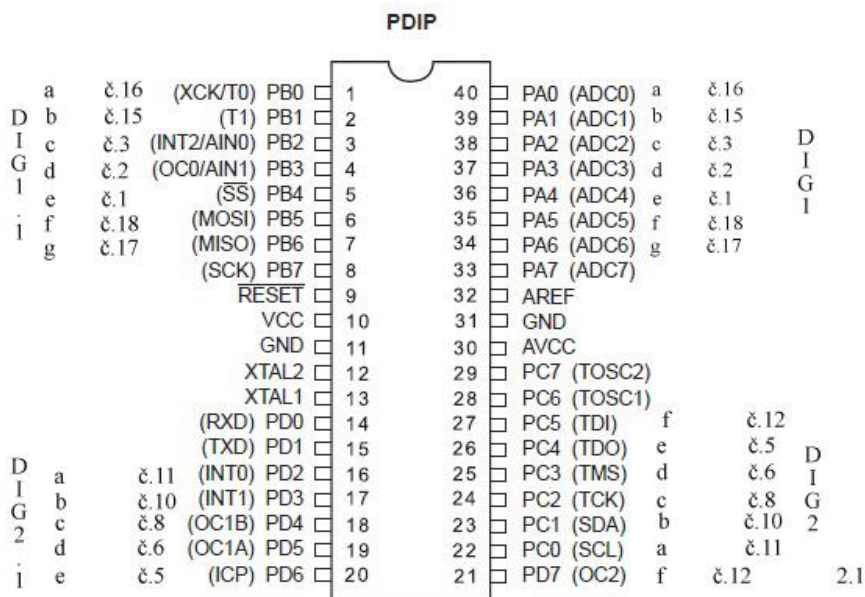 PDIP
a č.16 (XCK/T0) PB0 1 40 PA0 (ADC0) a č.16
b č.15 (T1) PB1 2 39 PA1 (ADC1) b č.15
c č.3 (INT2/AIN0) PB2 3 38 PA2 (ADC2) c č.3
d č.2 (OC0/AIN1) PB3 4 37 PA3 (ADC3) d č.2
e č.1 (SS) PB4 5 36 PA4 (ADC4) e č.1
f č.18 (MOSI) PB5 6 35 PA5 (ADC5) f č.18
g č.17 (MISO) PB6 7 34 PA6 (ADC6) g č.17
(SCK) PB7 8 33 PA7 (ADC7)
RESET 9 32 AREF
VCC 10 31 GND
GND 11 30 AVCC
XTAL2 12 29 PC7 (TOSC2)
XTAL1 13 28 PC6 (TOSC1)
(RXD) PD0 14 27 PC5 (TDI) f č.12
(TXD) PD1 15 26 PC4 (TDO) e č.5
a č.11 (INT0) PD2 16 25 PC3 (TMS) d č.6
b č.10 (INT1) PD3 17 24 PC2 (TCK) c č.8
c č.8 (OC1B) PD4 18 23 PC1 (SDA) b č.10
d č.6 (OC1A) PD5 19 22 PC0 (SCL) a č.11
e č.5 (ICP) PD6 20 21 PD7 (OC2) f č.12 2.1
DIG1.1
DIG1
DIG2.1
DIG2